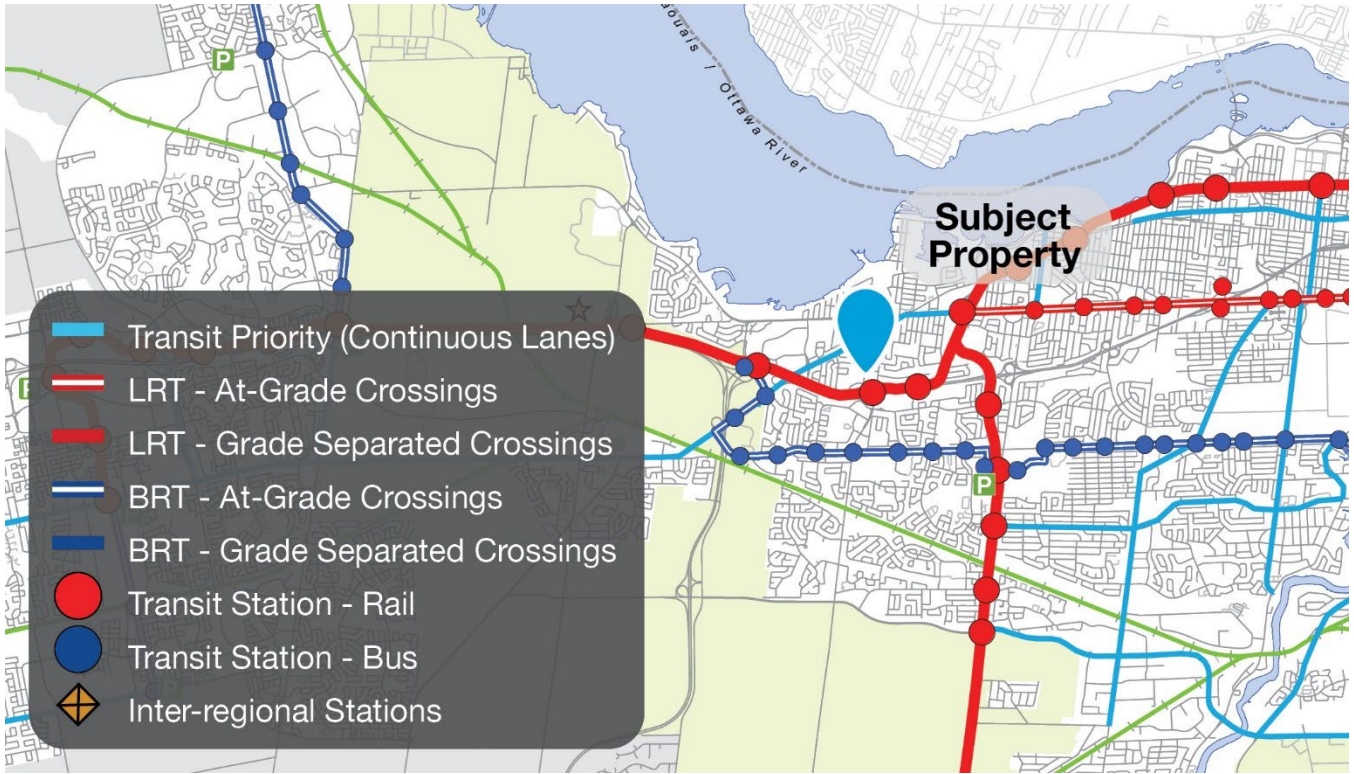 P
aouais / Ottawa River
Subject
Property
Transit Priority (Continuous Lanes)
LRT - At-Grade Crossings
LRT - Grade Separated Crossings
BRT - At-Grade Crossings
BRT - Grade Separated Crossings
Transit Station - Rail
Transit Station - Bus
Inter-regional Stations
P
P